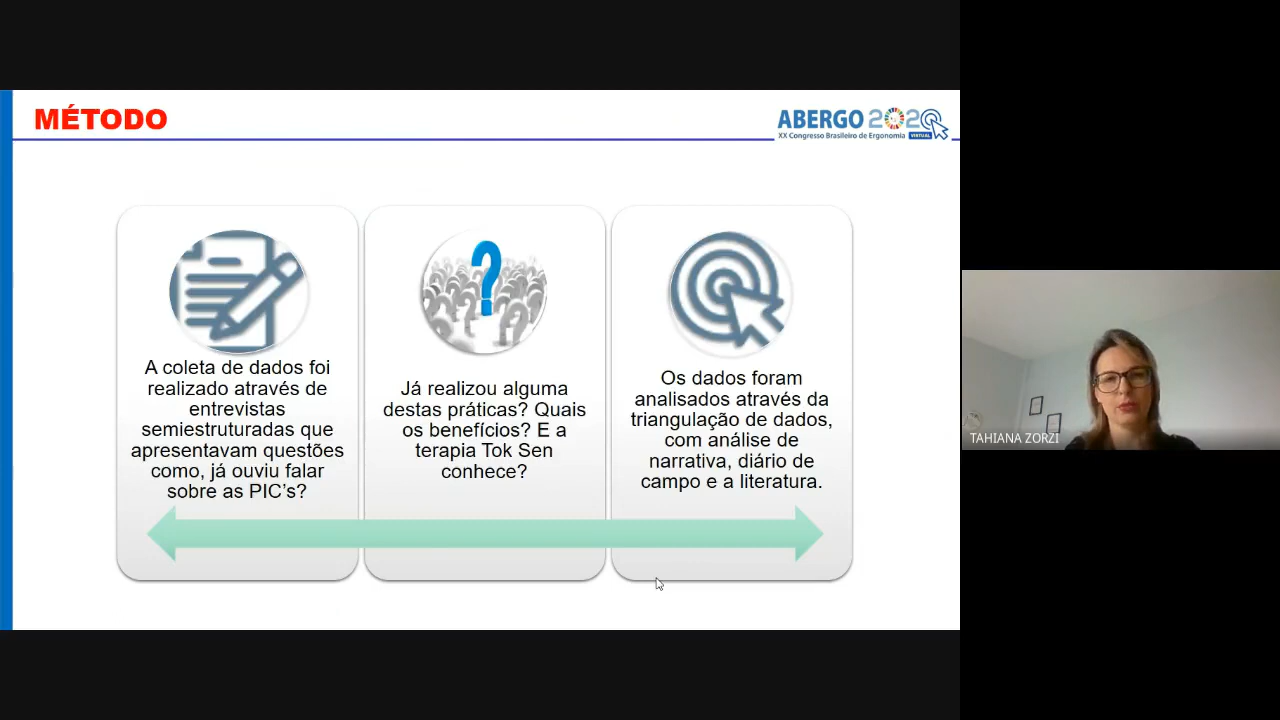 MÉTODO
ABERGO 2020
XX Congresso Brasileiro de Ergonomia VIRTUAL
A coleta de dados foi
realizado através de
entrevistas
semiestruturadas que
apresentavam questões
como, já ouviu falar
sobre as PIC's?
Já realizou alguma
destas práticas? Quais
os benefícios? E a
terapia Tok Sen
conhece?
Os dados foram
analisados através da
triangulação de dados,
com análise de
narrativa, diário de
campo e a literatura.
TAHIANA ZORZI